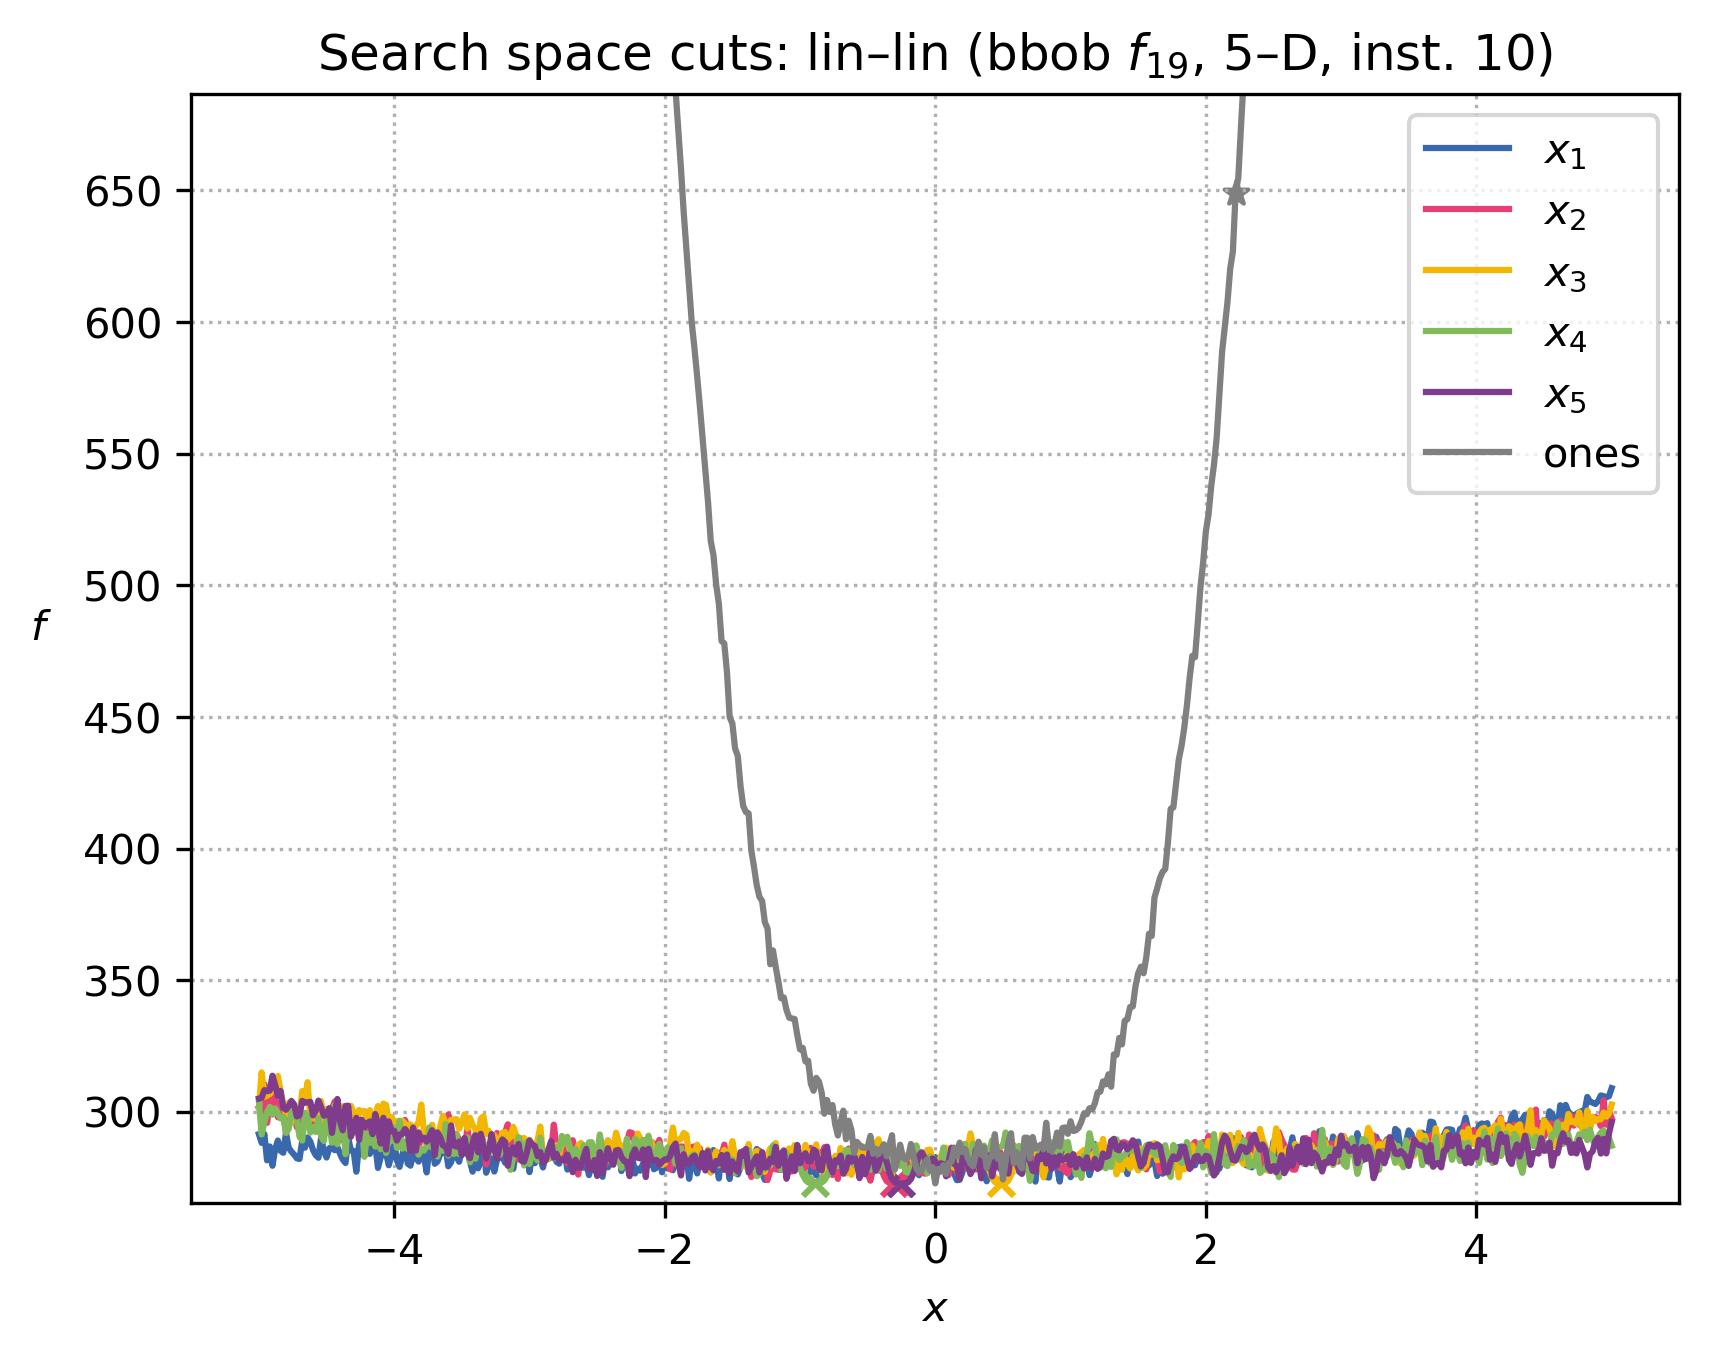 Search space cuts: lin–lin (bbob f19, 5–D, inst. 10)
650
600
550
500
450
400
350
300
f
−4
−2
0
2
4
x
x1
x2
x3
x4
x5
ones